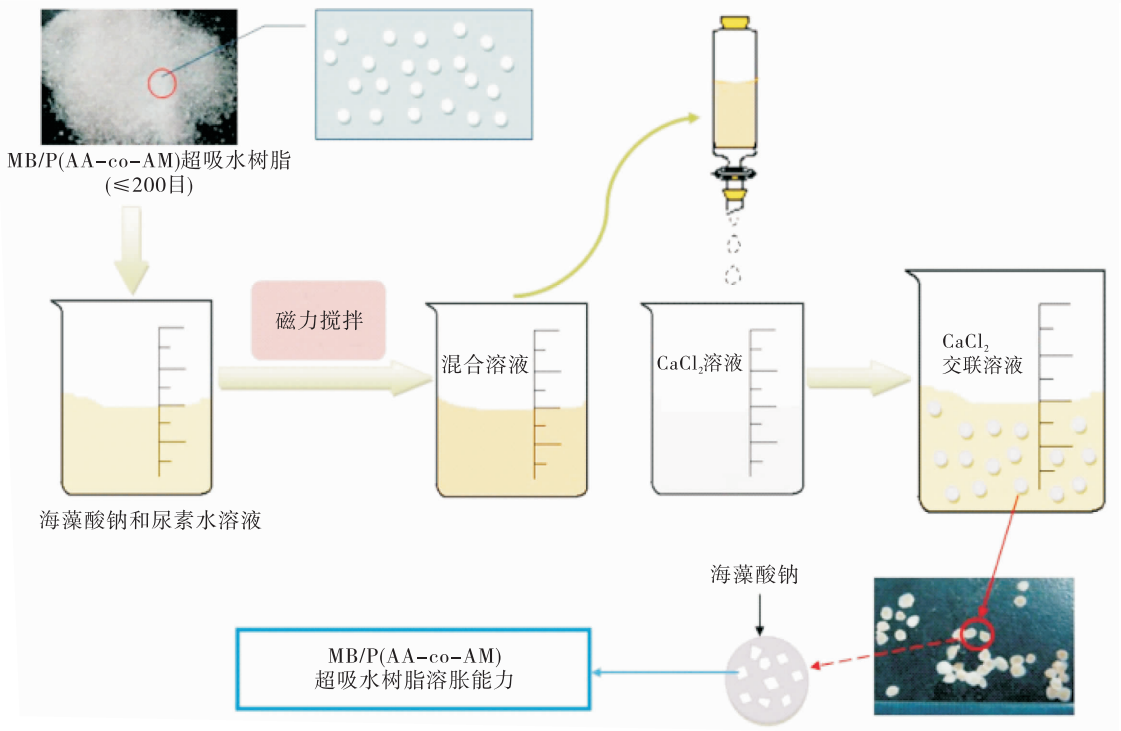 MB/P(AA-co-AM)超吸水树脂
(≤200目)
磁力搅拌
混合溶液
CaCl₂溶液
CaCl₂
交联溶液
海藻酸钠和尿素水溶液
海藻酸钠
MB/P(AA-co-AM)
超吸水树脂溶胀能力